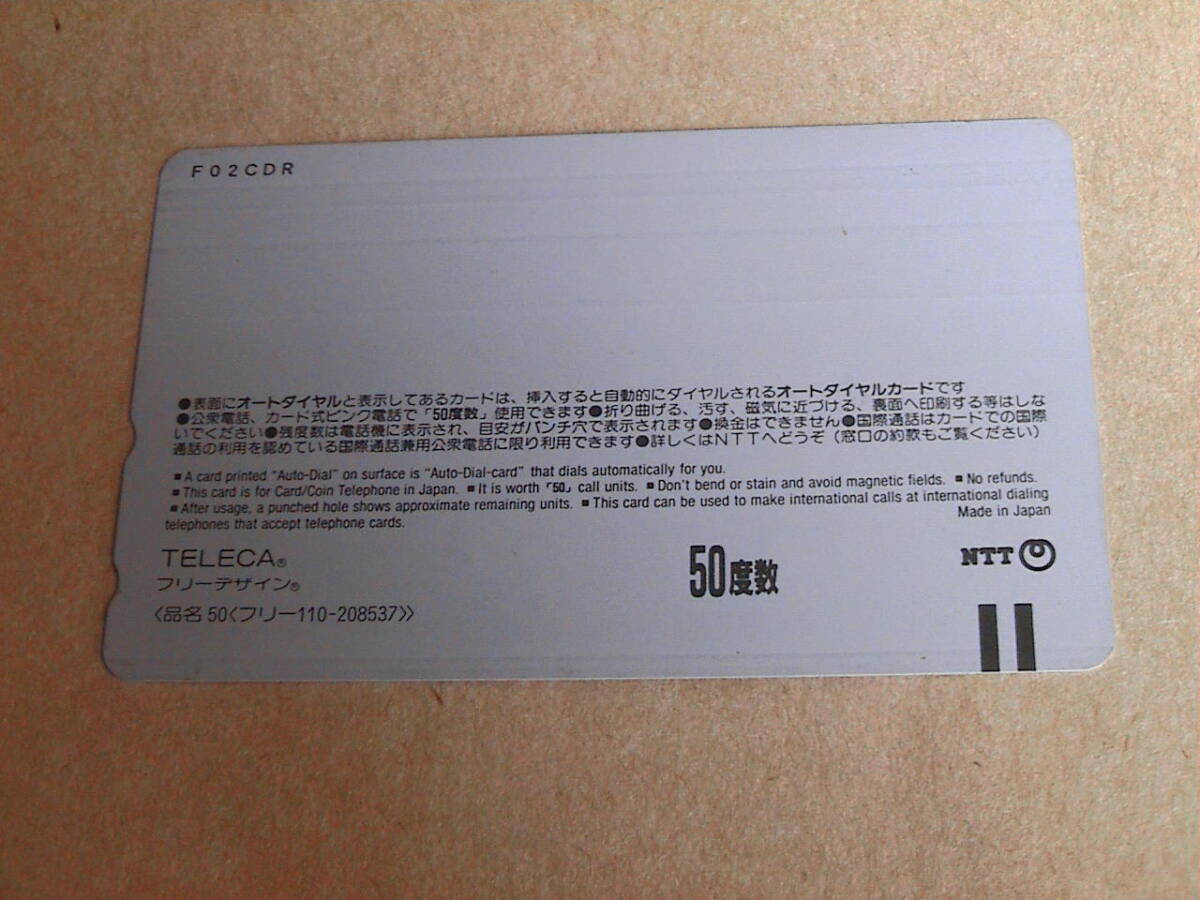 F02CDR
●表面にオートダイヤルと表示してあるカードは、挿入すると自動的にダイヤルされるオートダイヤルカードです
●公衆電話、カード式ピンク電話で「50度数」使用できます●折り曲げる、汚す、磁気に近づける、裏面へ印刷する等はしな
いでください●残度数は電話機に表示され、目安がパンチ穴で表示されます●換金はできません●国際通話はカードでの国際
通話の利用を認めている国際通話兼用公衆電話に限り利用できます●詳しくはNTTへどうぞ（窓口の約款もご覧ください）
■A card printed “Auto-Dial” on surface is “Auto-Dial-card” that dials automatically for you.
■This card is for Card/Coin Telephone in Japan. ■It is worth「50」call units. ■Don't bend or stain and avoid magnetic fields. ■No refunds.
■After usage, a punched hole shows approximate remaining units. ■This card can be used to make international calls at international dialing
telephones that accept telephone cards.
Made in Japan
TELECA®
フリーデザイン®
〈品名 50〈フリー110-208537〉〉
50度数
NTT